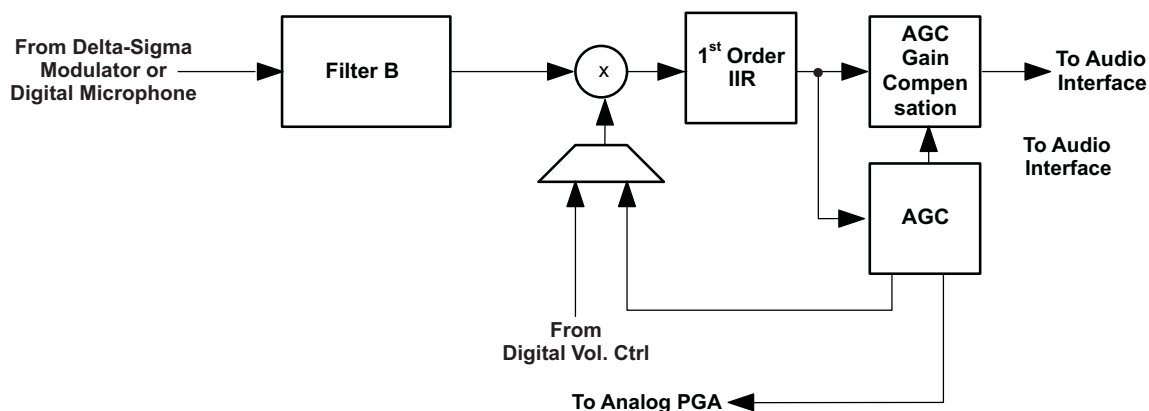 From Delta-Sigma
Modulator or
Digital Microphone
Filter B
x
1st Order
IIR
AGC
Gain
Compen
sation
To Audio
Interface
To Audio
Interface
AGC
From
Digital Vol. Ctrl
To Analog PGA